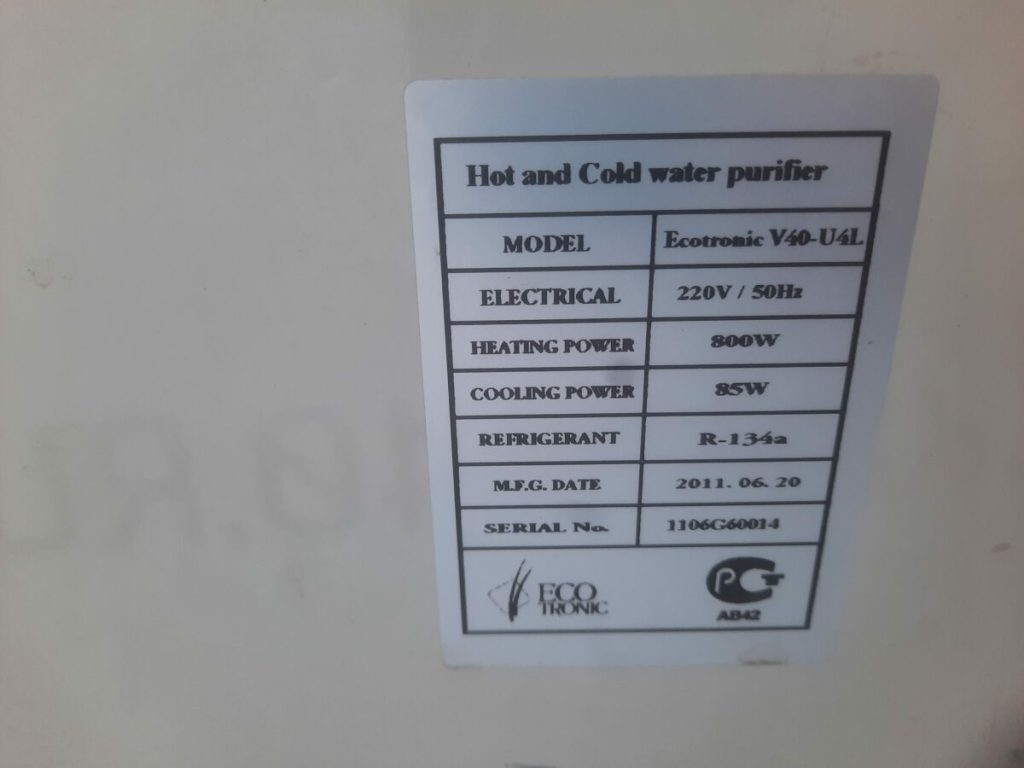 Hot and Cold water purifier
MODEL Ecotronic V40-U4L
ELECTRICAL 220V / 50Hz
HEATING POWER 800W
COOLING POWER 85W
REFRIGERANT R-134a
M.F.G. DATE 2011. 06. 20
SERIAL No. 1106G60014
ECO
TRONIC
РСТ
AB42